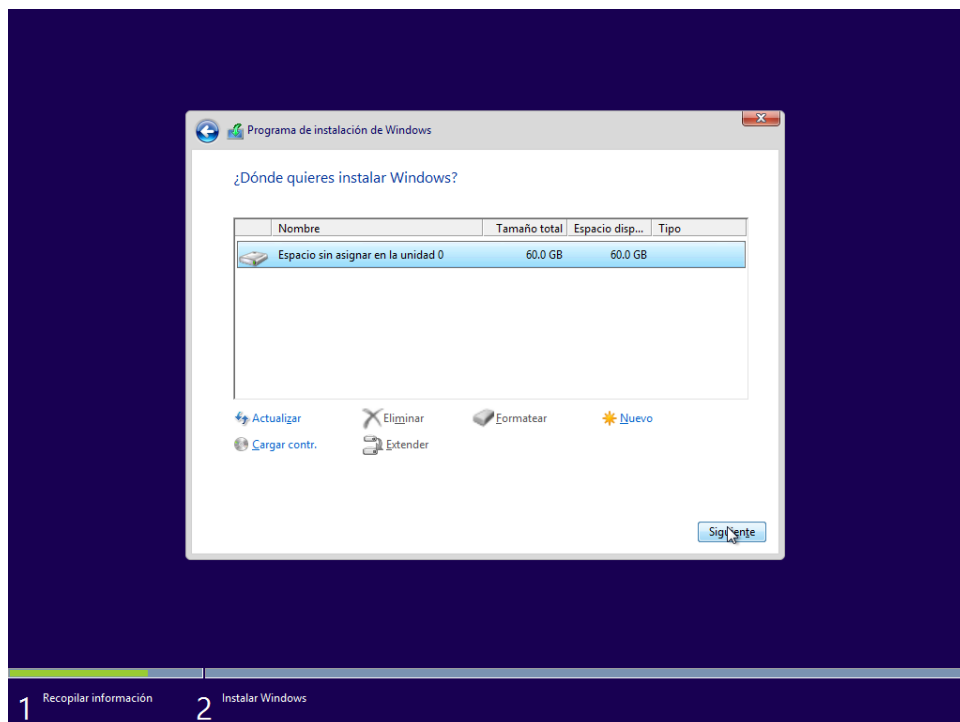 Programa de instalación de Windows
¿Dónde quieres instalar Windows?
Nombre Tamaño total Espacio disp... Tipo
Espacio sin asignar en la unidad 0 60.0 GB 60.0 GB
Actualizar Eliminar Formatear Nuevo
Cargar contr. Extender
Siguiente
1 Recopilar información 2 Instalar Windows